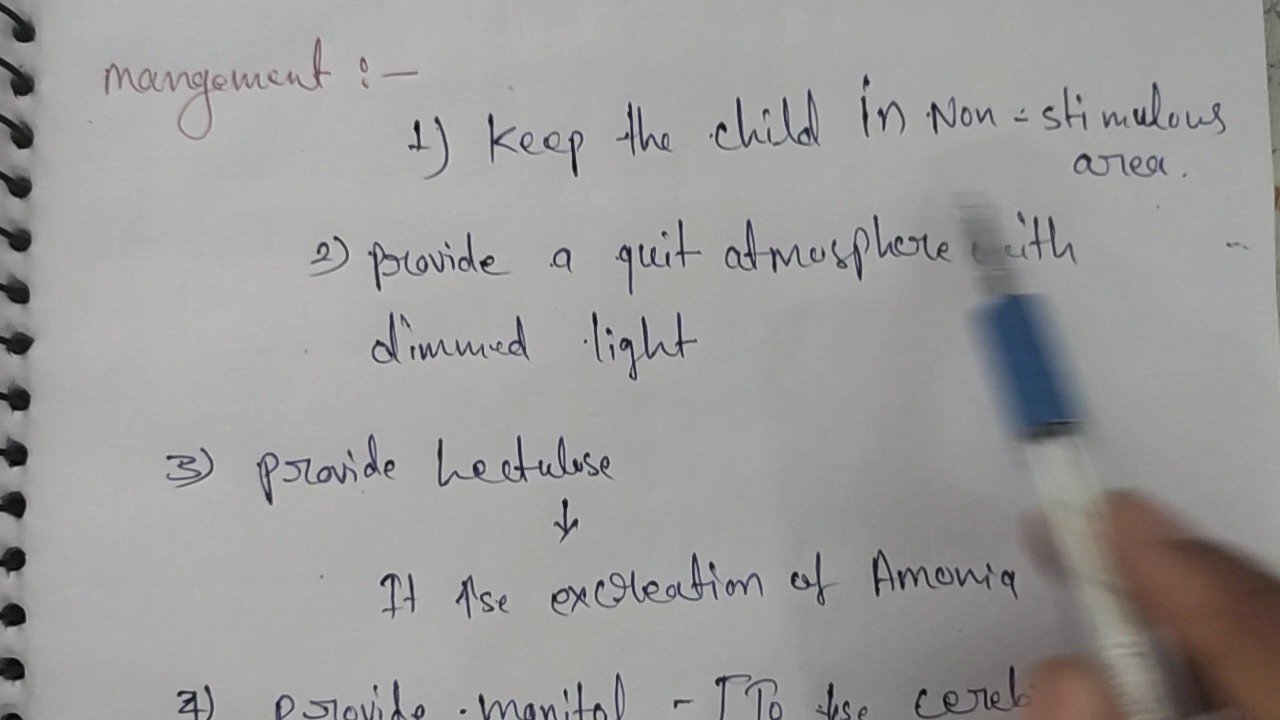 mangement :-
1) Keep the child in Non-stimulous
area.
2) provide a quit atmosphere with
dimmed light
3) provide Lectulose
↓
It ↑se excreation of Amonia
4) provide manitol - To ↓se cereb